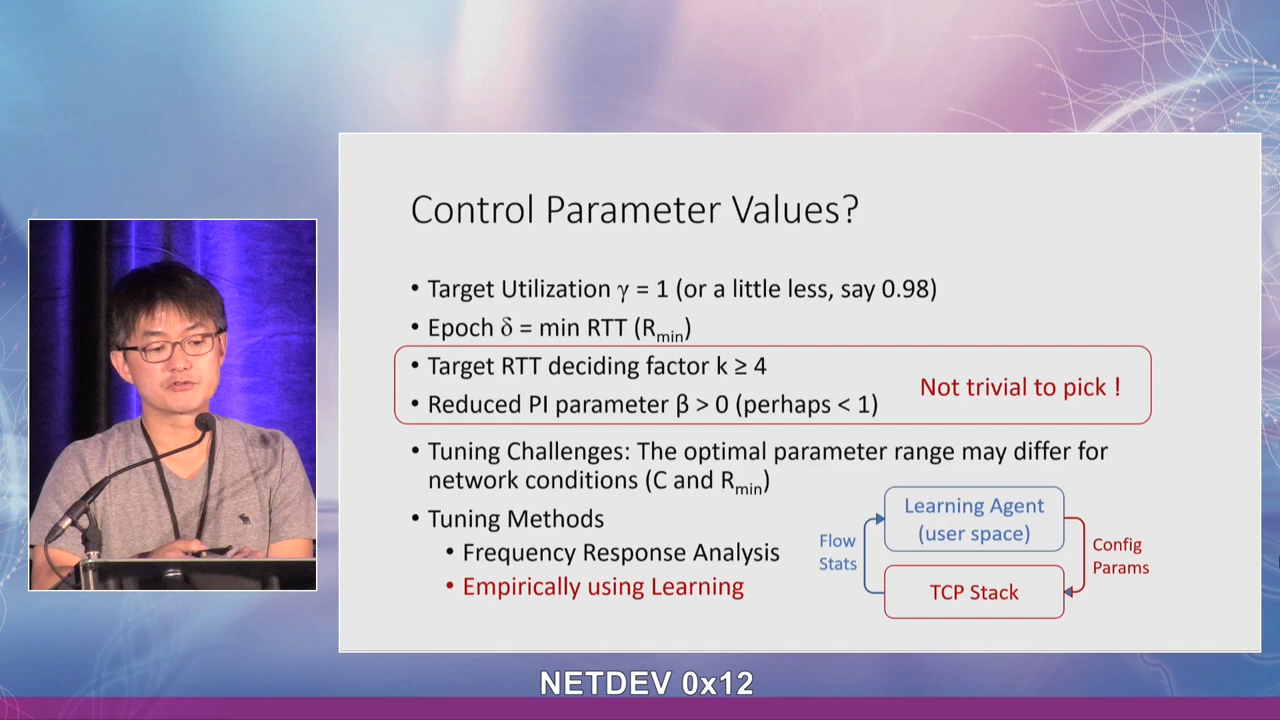 Control Parameter Values?
• Target Utilization γ = 1 (or a little less, say 0.98)
• Epoch δ = min RTT (Rmin)
• Target RTT deciding factor k ≥ 4
• Reduced PI parameter β > 0 (perhaps < 1)
Not trivial to pick !
• Tuning Challenges: The optimal parameter range may differ for
network conditions (C and Rmin)
• Tuning Methods
• Frequency Response Analysis
• Empirically using Learning
Learning Agent
(user space)
Flow
Stats
Config
Params
TCP Stack
NETDEV 0x12